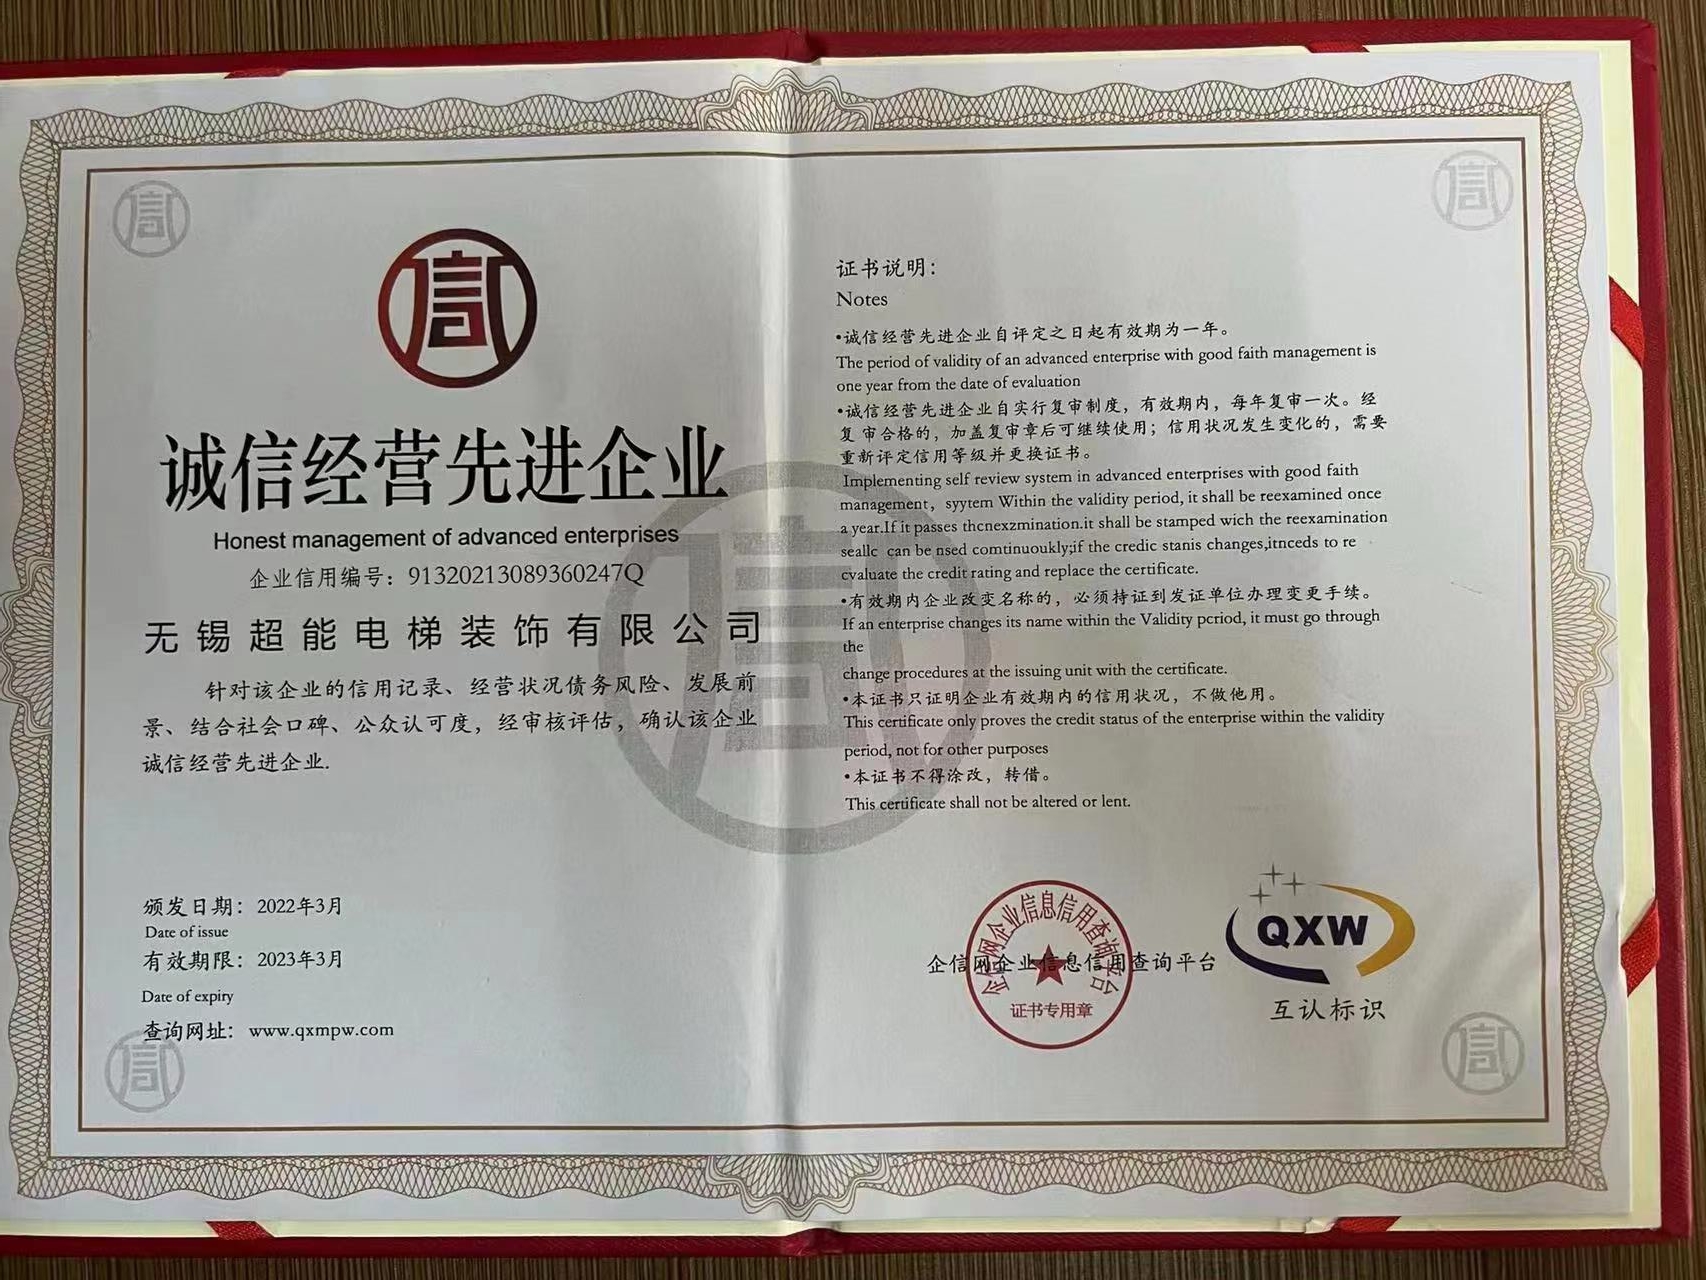 信
诚信经营先进企业
Honest management of advanced enterprises
企业信用编号：91320213089360247Q
无锡超能电梯装饰有限公司
针对该企业的信用记录、经营状况债务风险、发展前
景、结合社会口碑、公众认可度，经审核评估，确认该企业
诚信经营先进企业.
颁发日期：2022年3月
Date of issue
有效期限：2023年3月
Date of expiry
查询网址：www.qxmpw.com
证书说明：
Notes
•诚信经营先进企业自评定之日起有效期为一年。
The period of validity of an advanced enterprise with good faith management is
one year from the date of evaluation
•诚信经营先进企业自实行复审制度，有效期内，每年复审一次。经
复审合格的，加盖复审章后可继续使用；信用状况发生变化的，需要
重新评定信用等级并更换证书。
Implementing self review system in advanced enterprises with good faith
management，syytem Within the validity period, it shall be reexamined once
a year.If it passes thcnexzmination.it shall be stamped wich the reexamination
seallc can be nsed comtinuoukly;if the credic stanis changes,itnceds to re
cvaluate the credit rating and replace the certificate.
•有效期内企业改变名称的，必须持证到发证单位办理变更手续。
If an enterprise changes its name within the Validity pcriod, it must go through
the
change procedures at the issuing unit with the certificate.
•本证书只证明企业有效期内的信用状况，不做他用。
This certificate only proves the credit status of the enterprise within the validity
period, not for other purposes
•本证书不得涂改，转借。
This certificate shall not be altered or lent.
企信网企业信息信用查询平台
企信网企业信息信用查询平台
证书专用章
QXW
互认标识